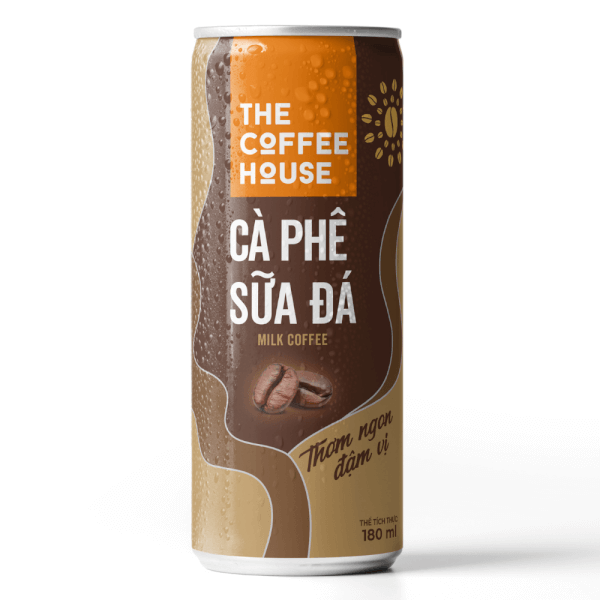 THE
COFFEE
HOUSE
CÀ PHÊ
SỮA ĐÁ
MILK COFFEE
Thơm ngon
đậm vị
THỂ TÍCH THỰC
180 ml